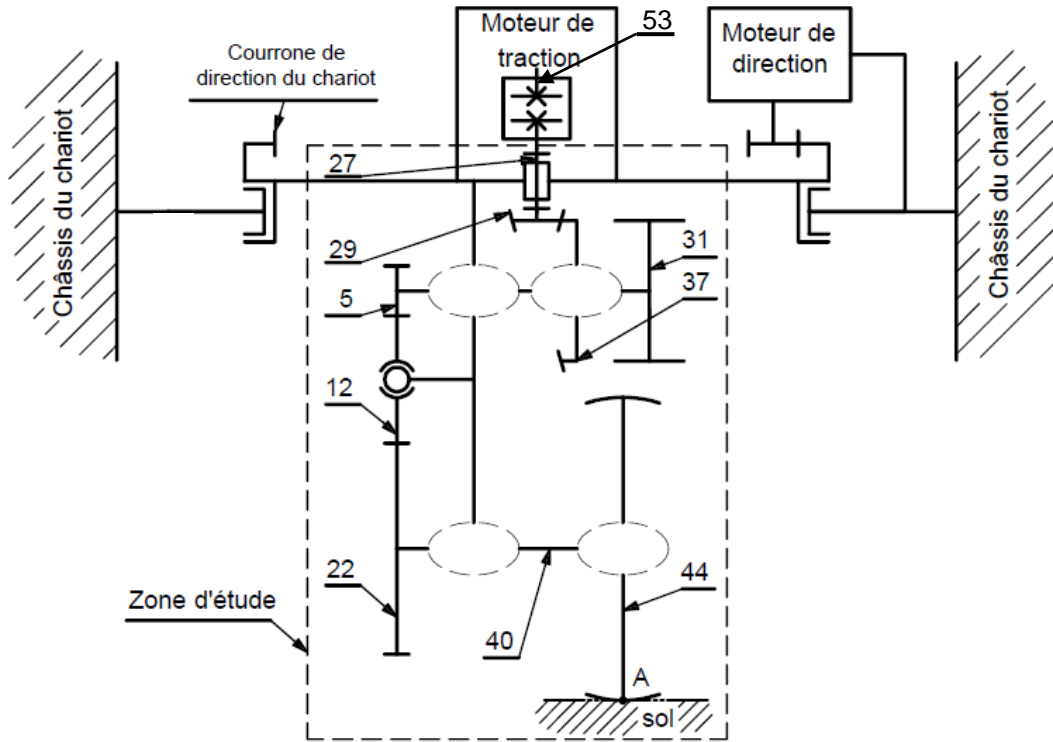 Moteur de
traction
53
Moteur de
direction
Courrone de
direction du chariot
Châssis du chariot
Châssis du chariot
27
29
31
5
37
12
22
44
Zone d'étude
40
A
sol